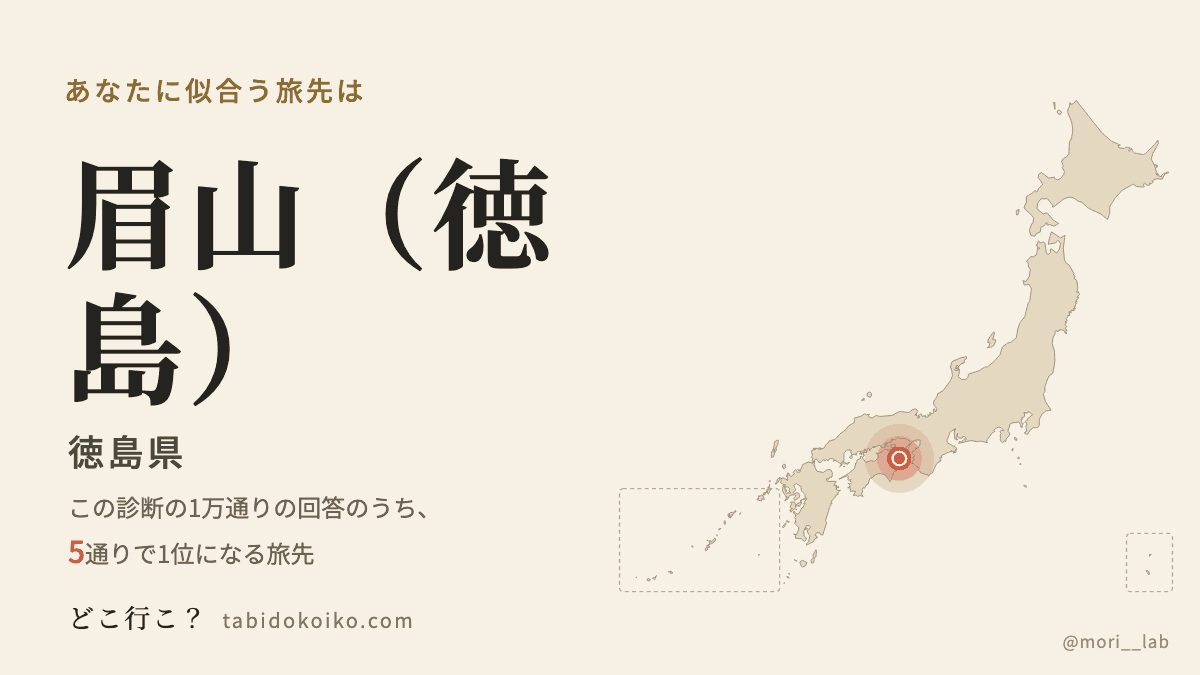 あなたに似合う旅先は
眉山（徳
島）
徳島県
この診断の1万通りの回答のうち、
5通りで1位になる旅先
どこ行こ？ tabidokoiko.com
@mori__lab